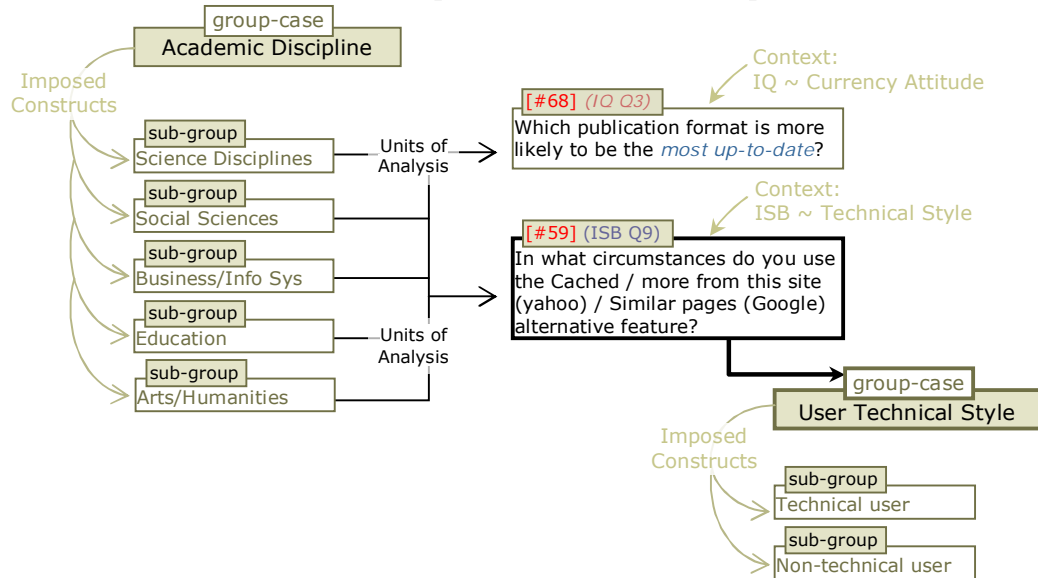 group-case
Academic Discipline
Imposed
Constructs
sub-group
Science Disciplines
sub-group
Social Sciences
sub-group
Business/Info Sys
sub-group
Education
sub-group
Arts/Humanities
Units of
Analysis
Units of
Analysis
Context:
IQ ~ Currency Attitude
[#68] (IQ Q3)
Which publication format is more
likely to be the most up-to-date?
Context:
ISB ~ Technical Style
[#59] (ISB Q9)
In what circumstances do you use
the Cached / more from this site
(yahoo) / Similar pages (Google)
alternative feature?
group-case
User Technical Style
Imposed
Constructs
sub-group
Technical user
sub-group
Non-technical user